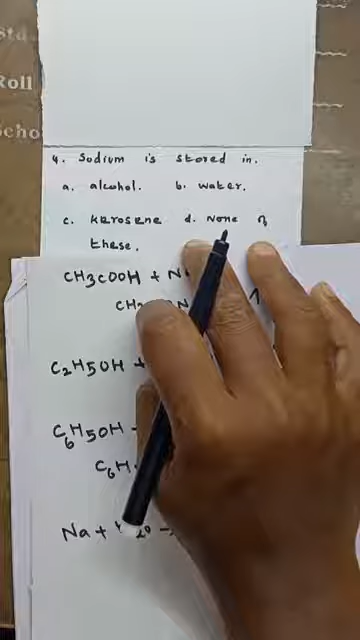 Std.
Roll
Scho
4. Sodium is stored in.
a. alcohol. b. water.
c. kerosene d. None of
these.
CH3COOH + N
CH3
C2H5OH +
C6H5OH
C6H
Na +